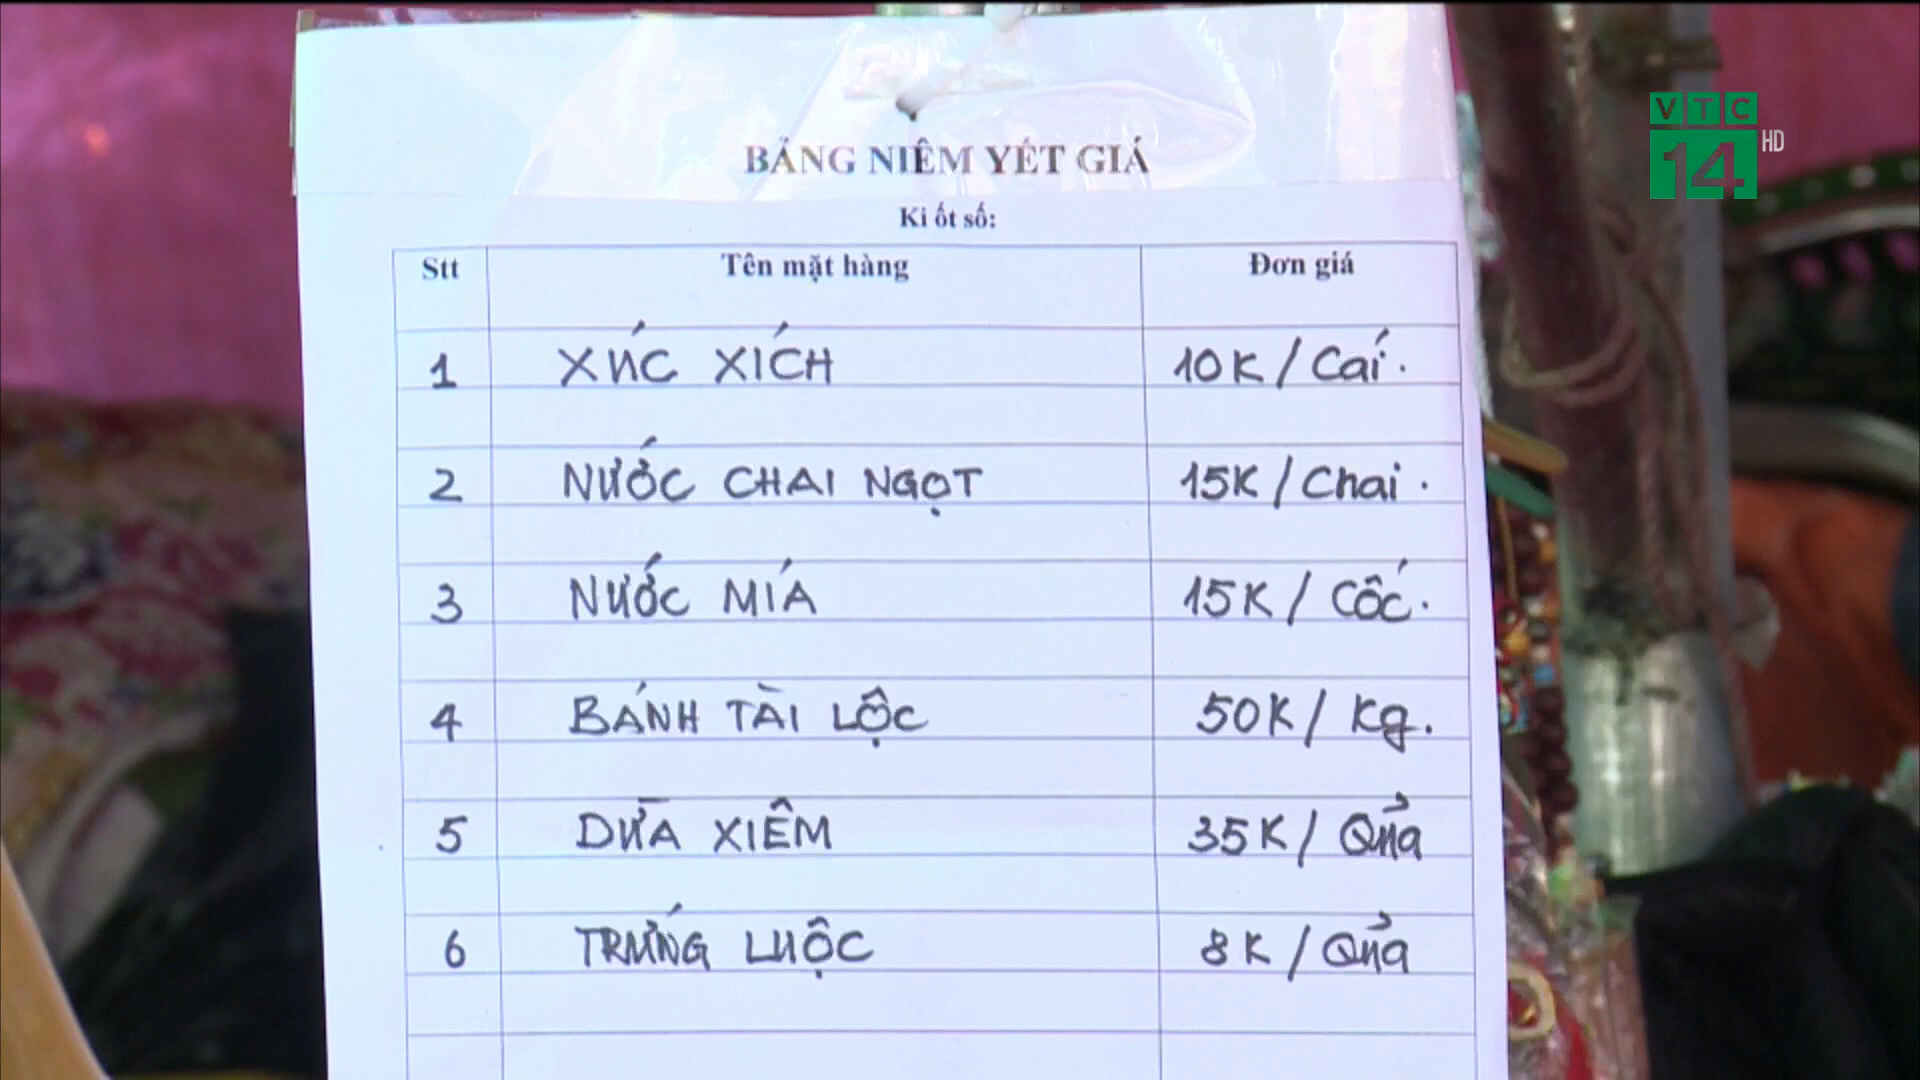 VTC
14 HD
BẢNG NIÊM YẾT GIÁ
Ki ốt số:
Stt Tên mặt hàng Đơn giá
1 XÚC XÍCH 10K / Cái.
2 NƯỚC CHAI NGỌT 15K / Chai.
3 NƯỚC MÍA 15K / Cốc.
4 BÁNH TÀI LỘC 50K / Kg.
5 DỪA XIÊM 35K / Quả
6 TRỨNG LUỘC 8K / Quả